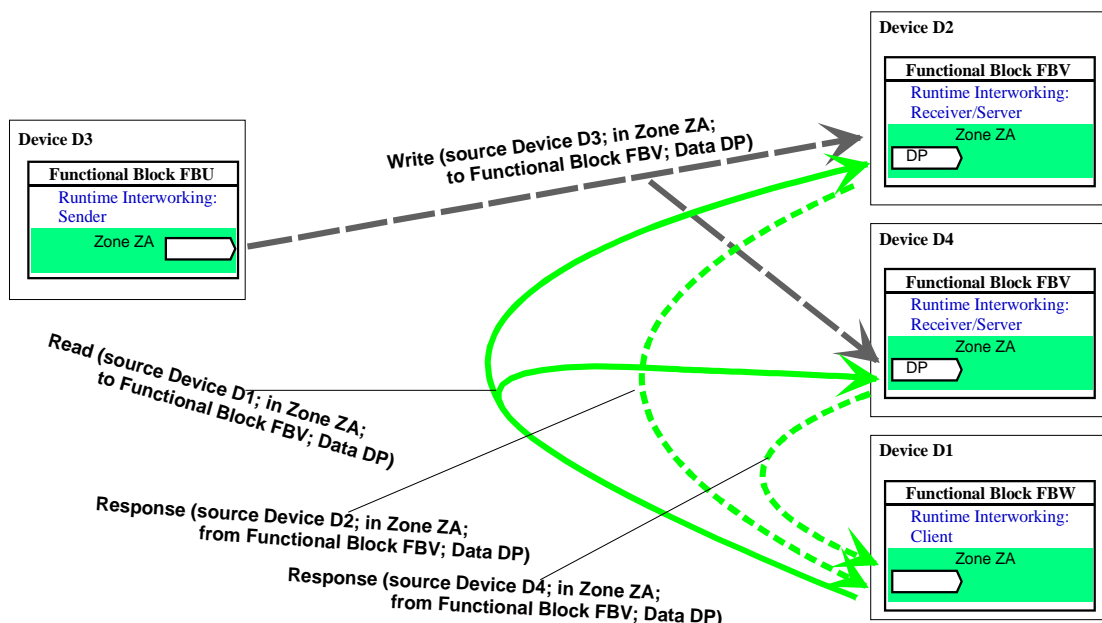 Device D3
Functional Block FBU
Runtime Interworking:
Sender
Zone ZA
Write (source Device D3; in Zone ZA;
to Functional Block FBV; Data DP)
Device D2
Functional Block FBV
Runtime Interworking:
Receiver/Server
Zone ZA
DP
Device D4
Functional Block FBV
Runtime Interworking:
Receiver/Server
Zone ZA
DP
Read (source Device D1; in Zone ZA;
to Functional Block FBV; Data DP)
Response (source Device D2; in Zone ZA;
from Functional Block FBV; Data DP)
Response (source Device D4; in Zone ZA;
from Functional Block FBV; Data DP)
Device D1
Functional Block FBW
Runtime Interworking:
Client
Zone ZA